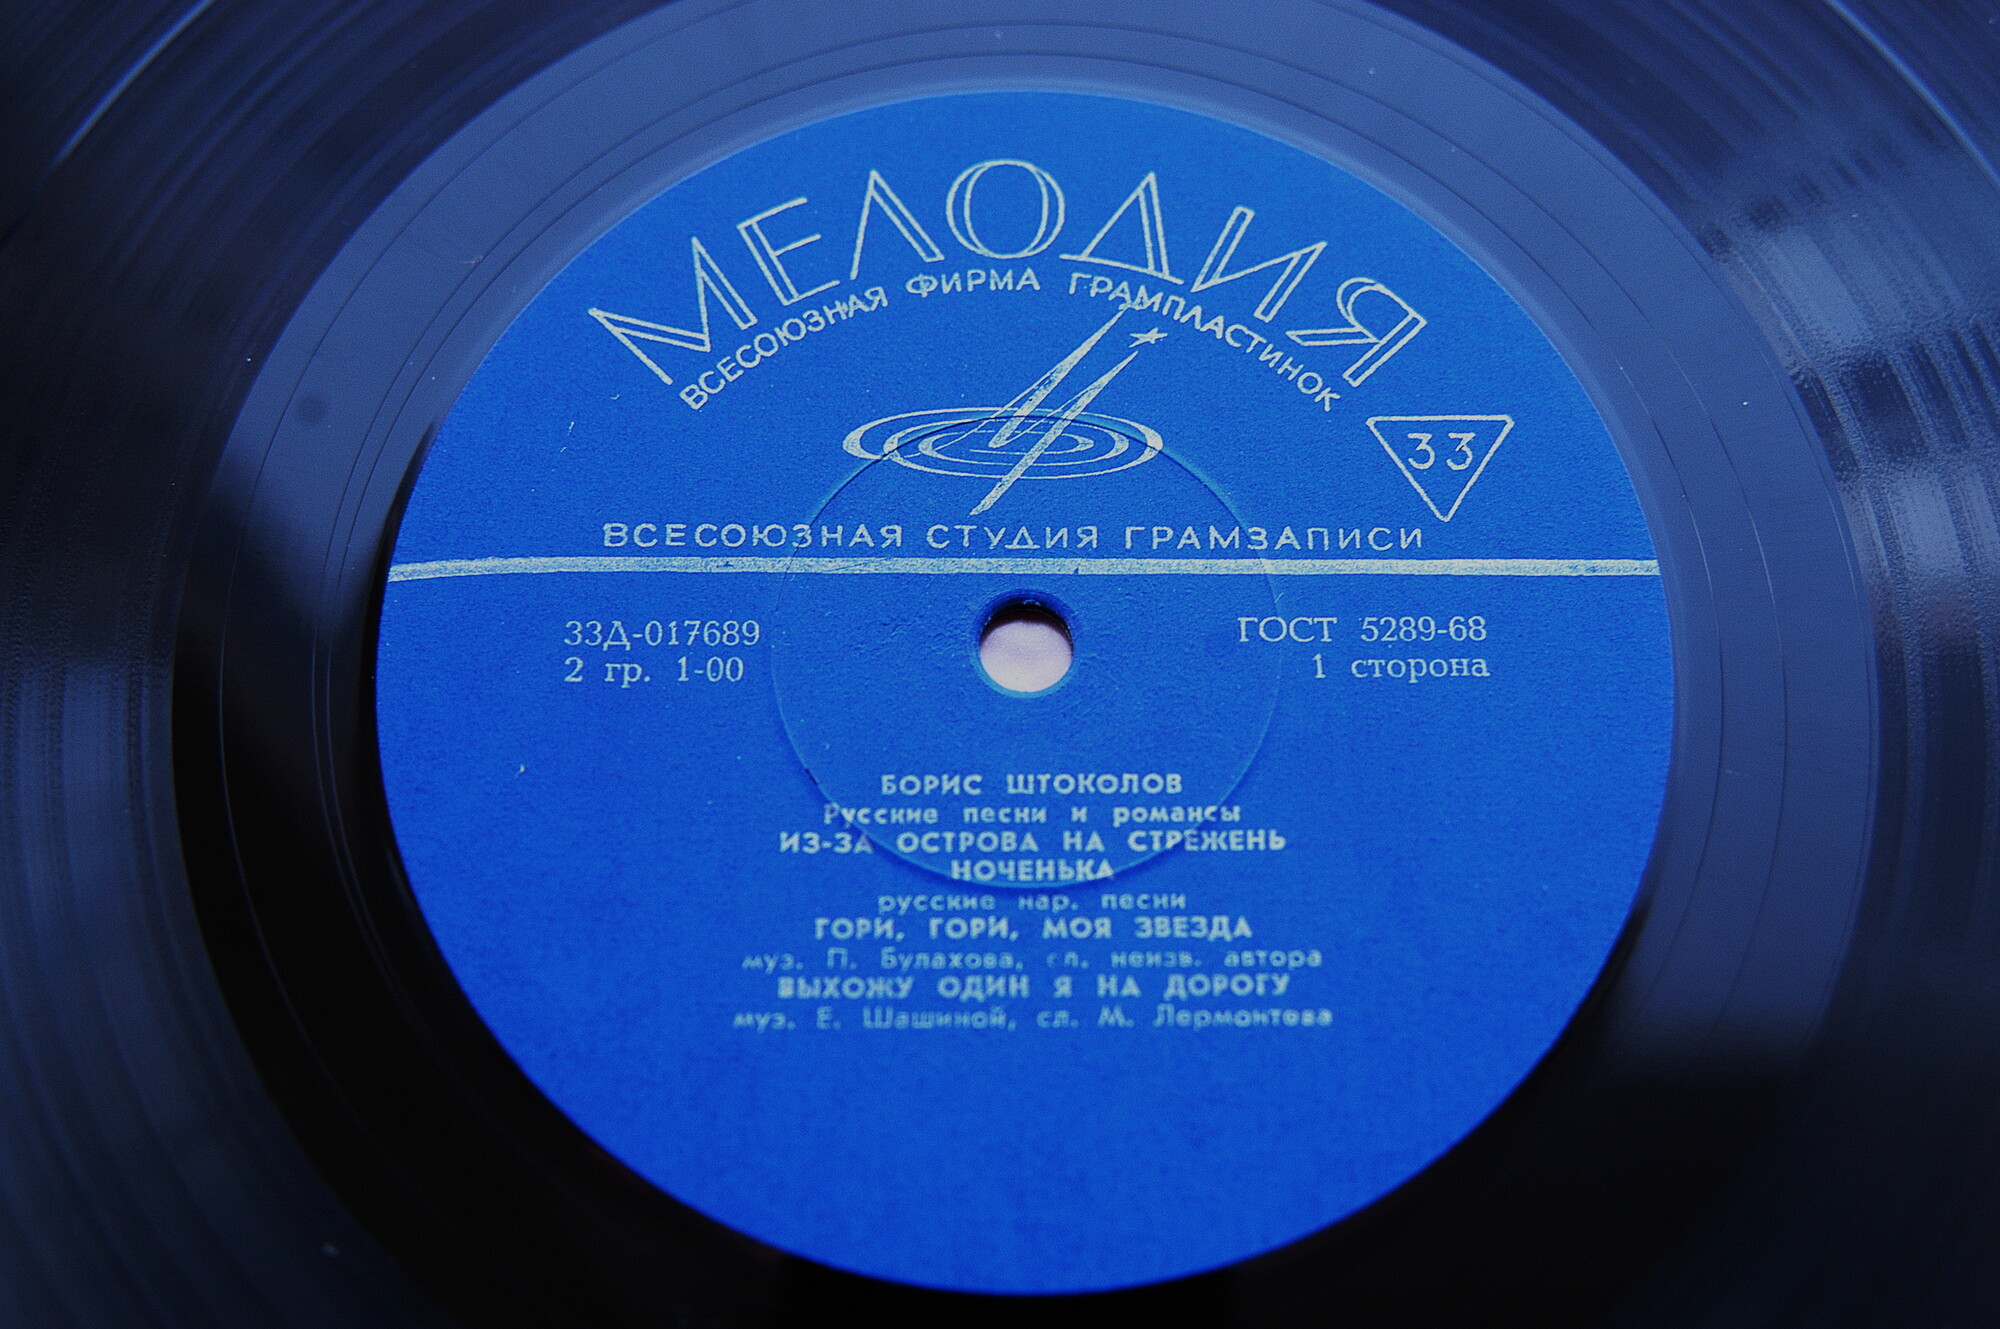 МЕЛОДИЯ
ВСЕСОЮЗНАЯ ФИРМА ГРАМПЛАСТИНОК
33
ВСЕСОЮЗНАЯ СТУДИЯ ГРАМЗАПИСИ
33Д-017689
2 гр. 1-00
ГОСТ 5289-68
1 сторона
БОРИС ШТОКОЛОВ
Русские песни и романсы
ИЗ-ЗА ОСТРОВА НА СТРЕЖЕНЬ
НОЧЕНЬКА
русские нар. песни
ГОРИ, ГОРИ, МОЯ ЗВЕЗДА
муз. П. Булахова, сл. неизв. автора
ВЫХОЖУ ОДИН Я НА ДОРОГУ
муз. Е. Шашиной, сл. М. Лермонтова